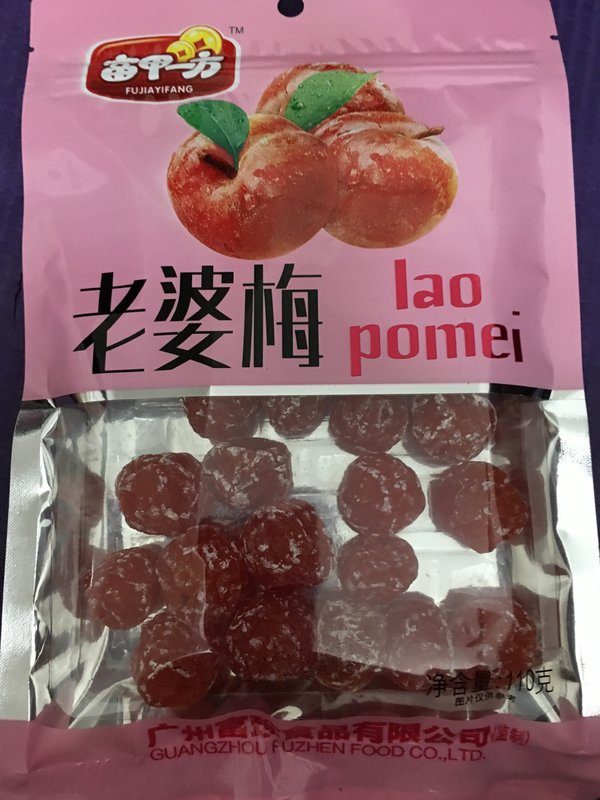 富甲一方
TM
FUJIAYIFANG
老婆梅
lao
pomei
净含量:110克
图片仅供参考
广州富珍食品有限公司(监制)
GUANGZHOU FUZHEN FOOD CO.,LTD.